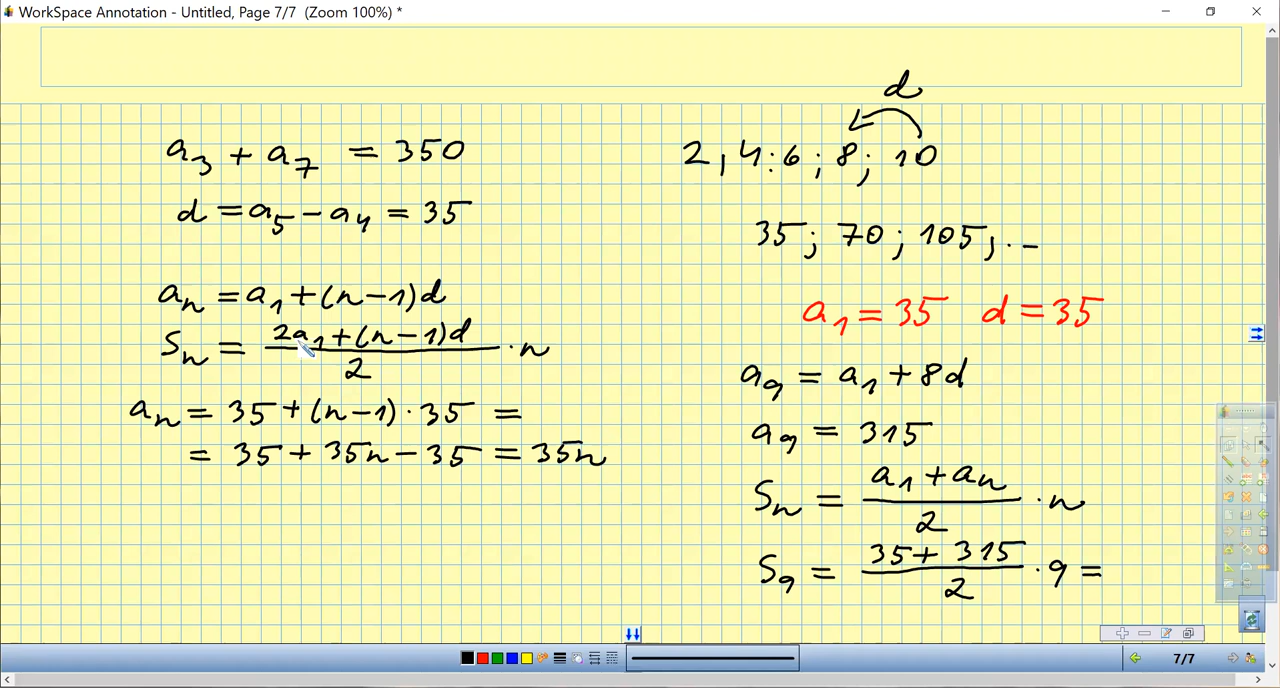 WorkSpace Annotation - Untitled, Page 7/7 (Zoom 100%) *
a₃ + a₇ = 350
d = a₅ - a₄ = 35
aₙ = a₁ + (n-1)d
Sₙ = (2a₁ + (n-1)d)/2 · n
aₙ = 35 + (n-1) · 35 =
= 35 + 35n - 35 = 35n
d
2, 4: 6; 8; 10
35; 70; 105; ...
a₁ = 35 d = 35
a₉ = a₁ + 8d
a₉ = 315
Sₙ = (a₁ + aₙ)/2 · n
S₉ = (35 + 315)/2 · 9 =
7/7